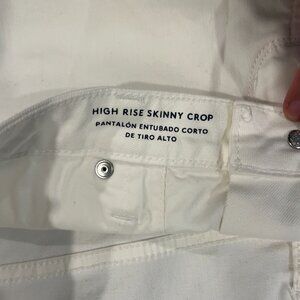 HIGH RISE SKINNY CROP
PANTALÓN ENTUBADO CORTO
DE TIRO ALTO